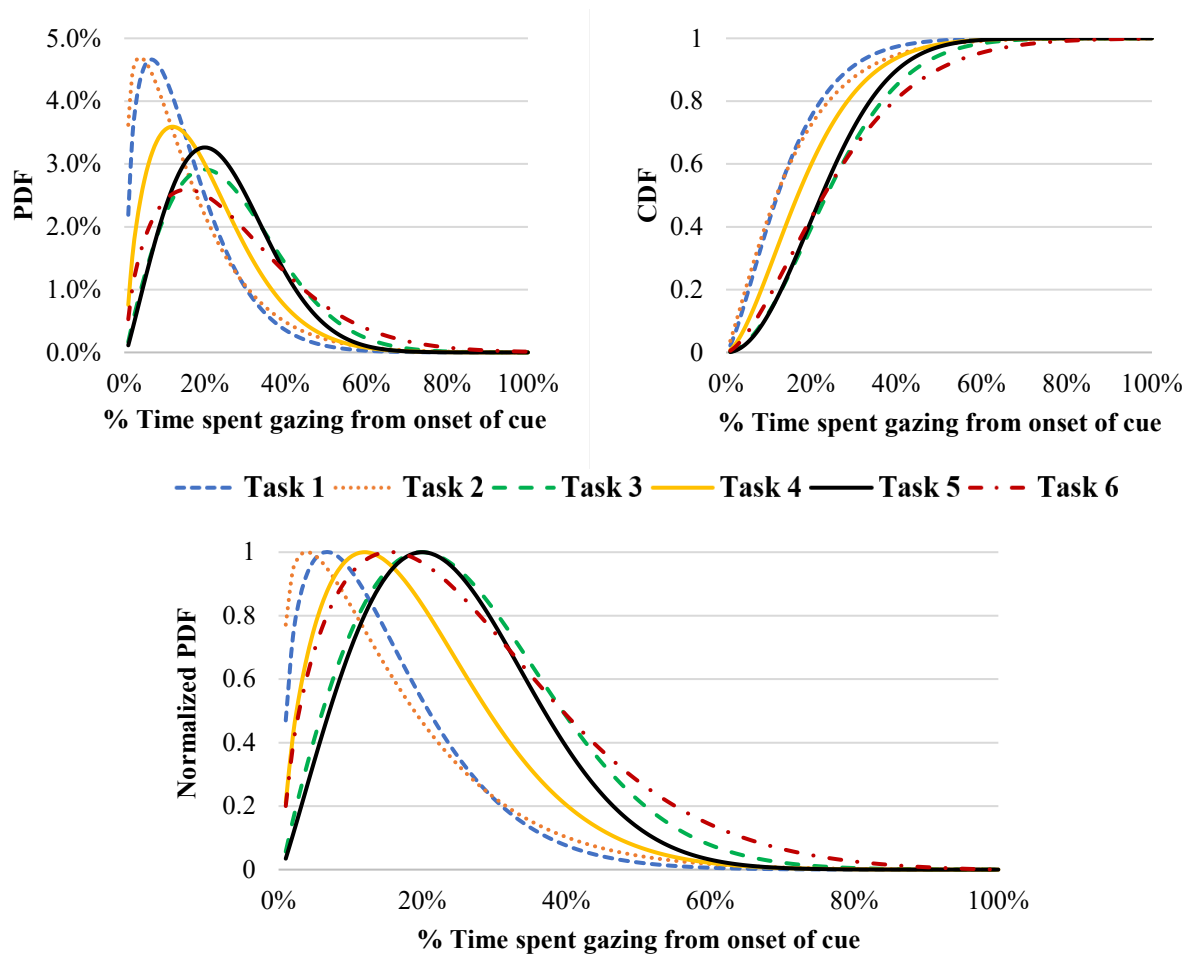 5.0%
4.0%
3.0%
2.0%
1.0%
0.0%
PDF
0% 20% 40% 60% 80% 100%
% Time spent gazing from onset of cue
1
0.8
0.6
0.4
0.2
0
CDF
0% 20% 40% 60% 80% 100%
% Time spent gazing from onset of cue
Task 1 Task 2 Task 3 Task 4 Task 5 Task 6
1
0.8
0.6
0.4
0.2
0
Normalized PDF
0% 20% 40% 60% 80% 100%
% Time spent gazing from onset of cue